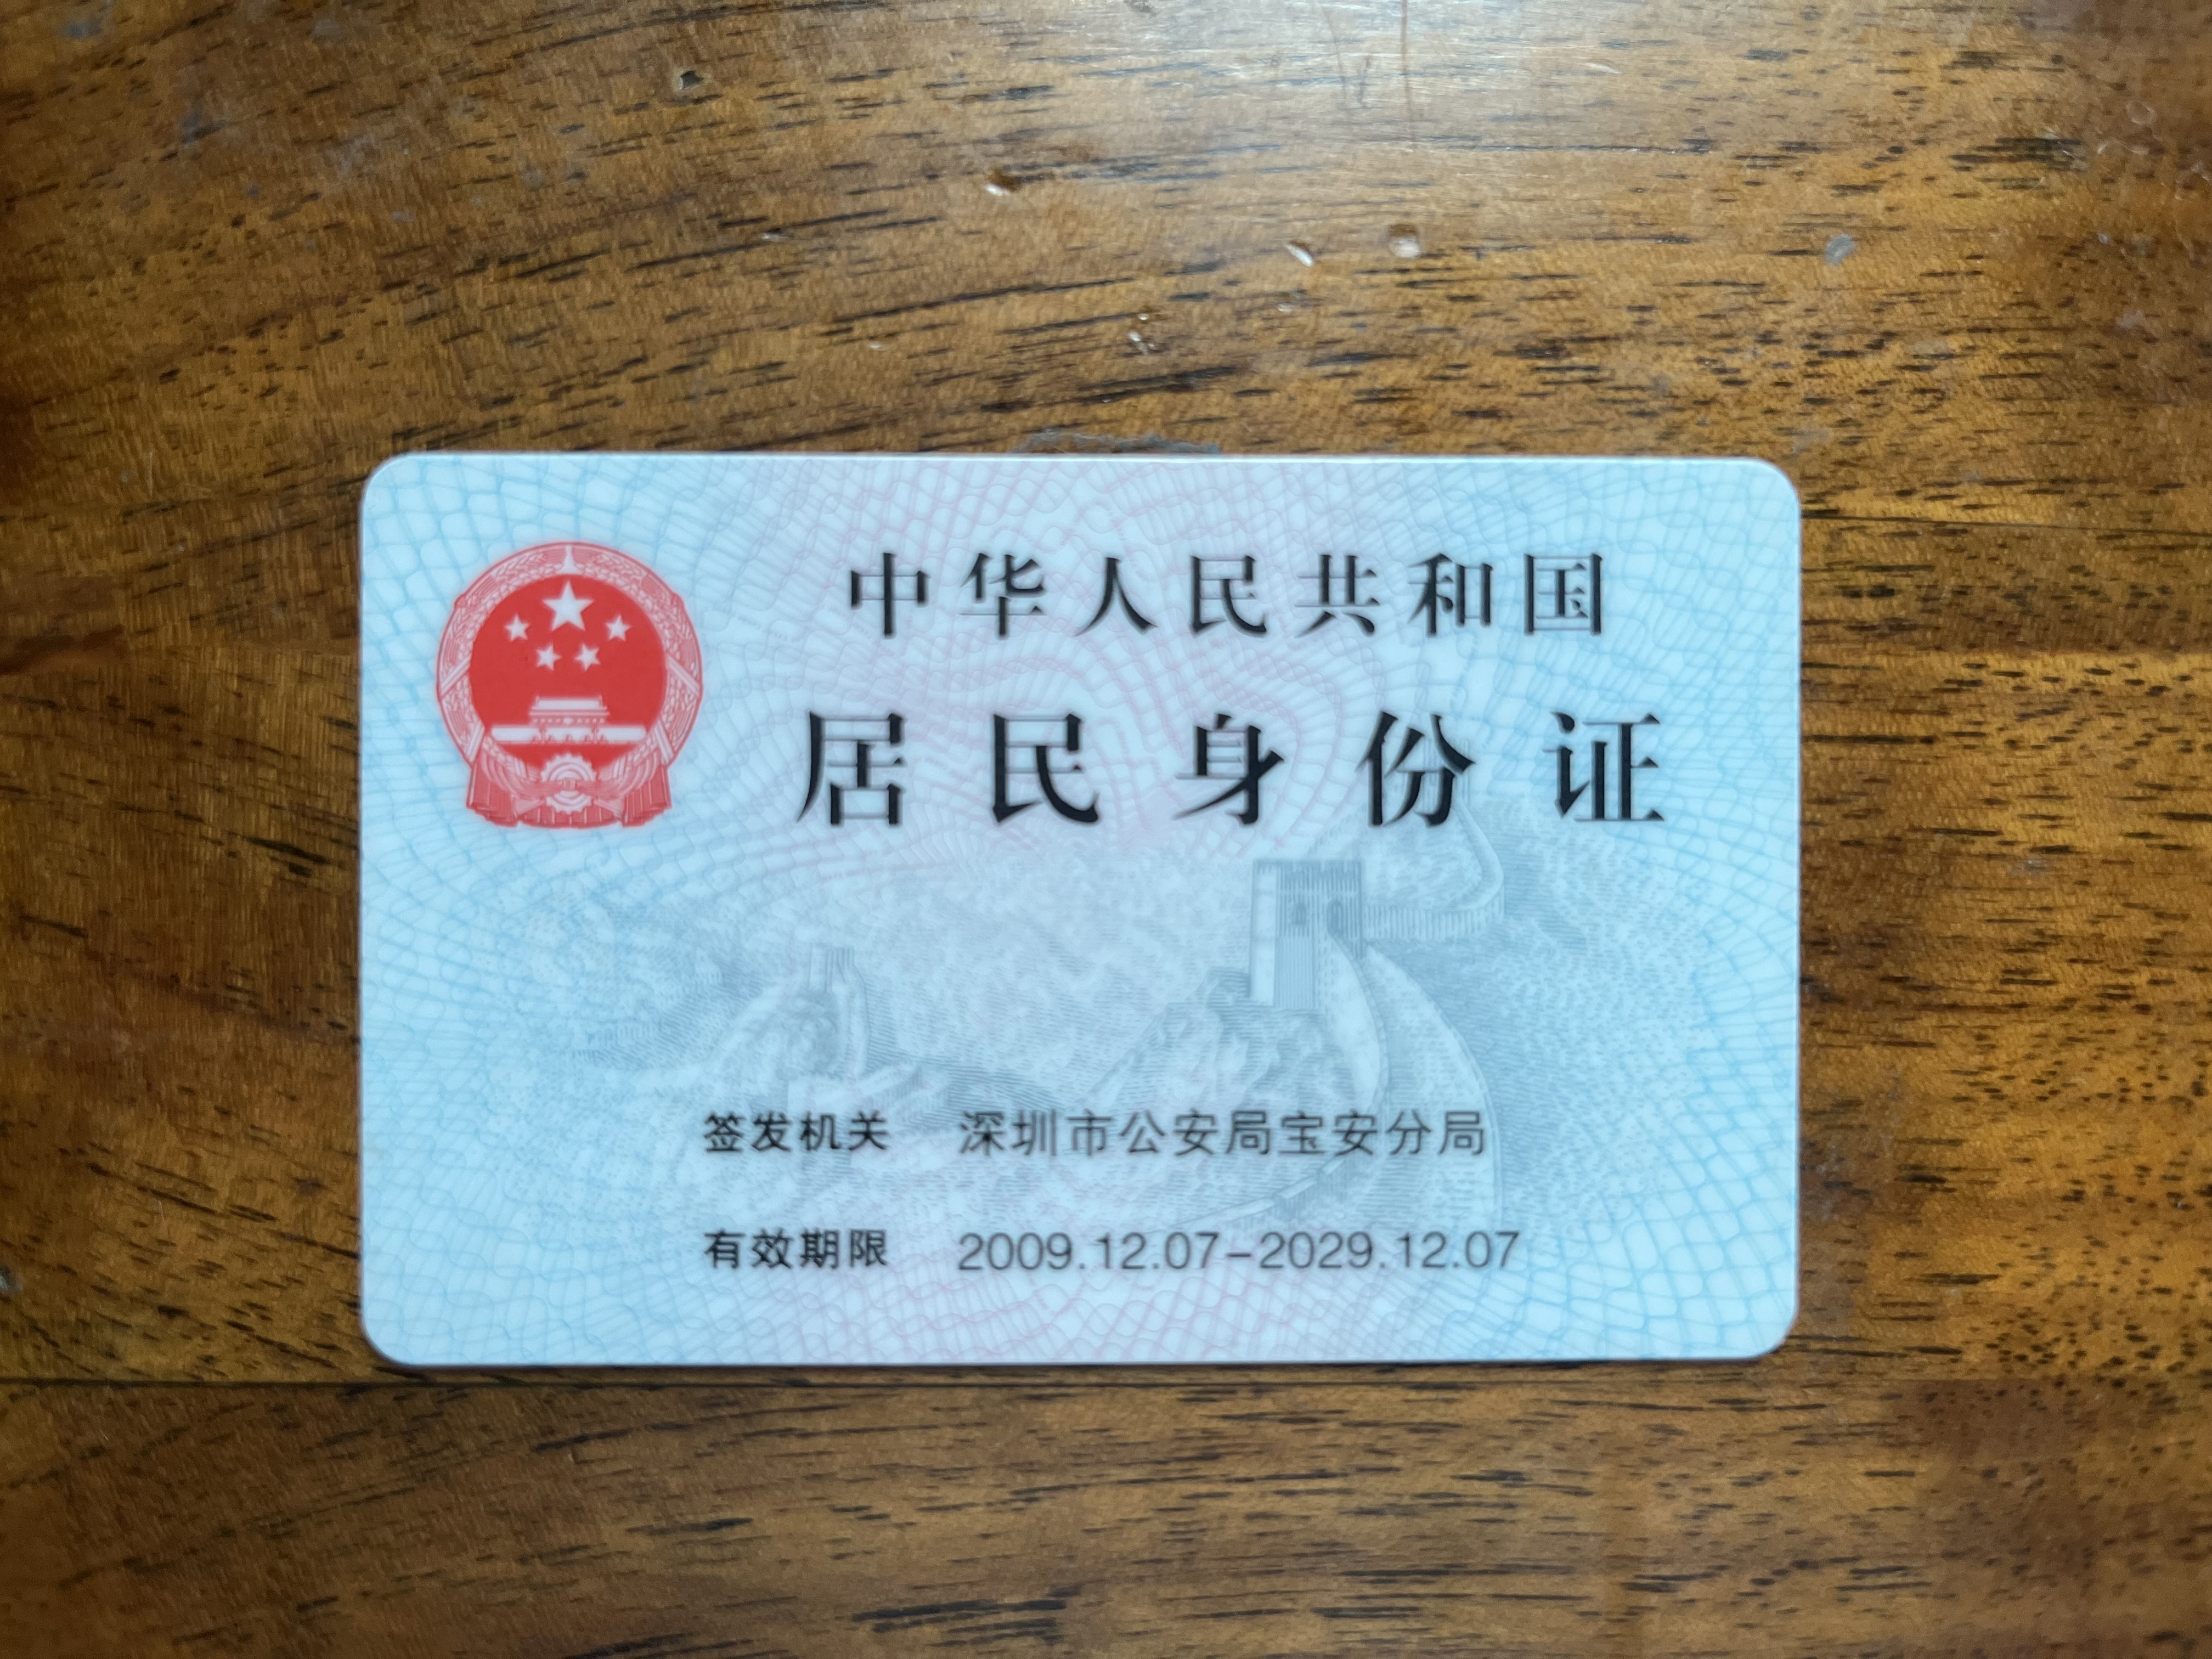 中华人民共和国
居民身份证
签发机关 深圳市公安局宝安分局
有效期限 2009.12.07-2029.12.07